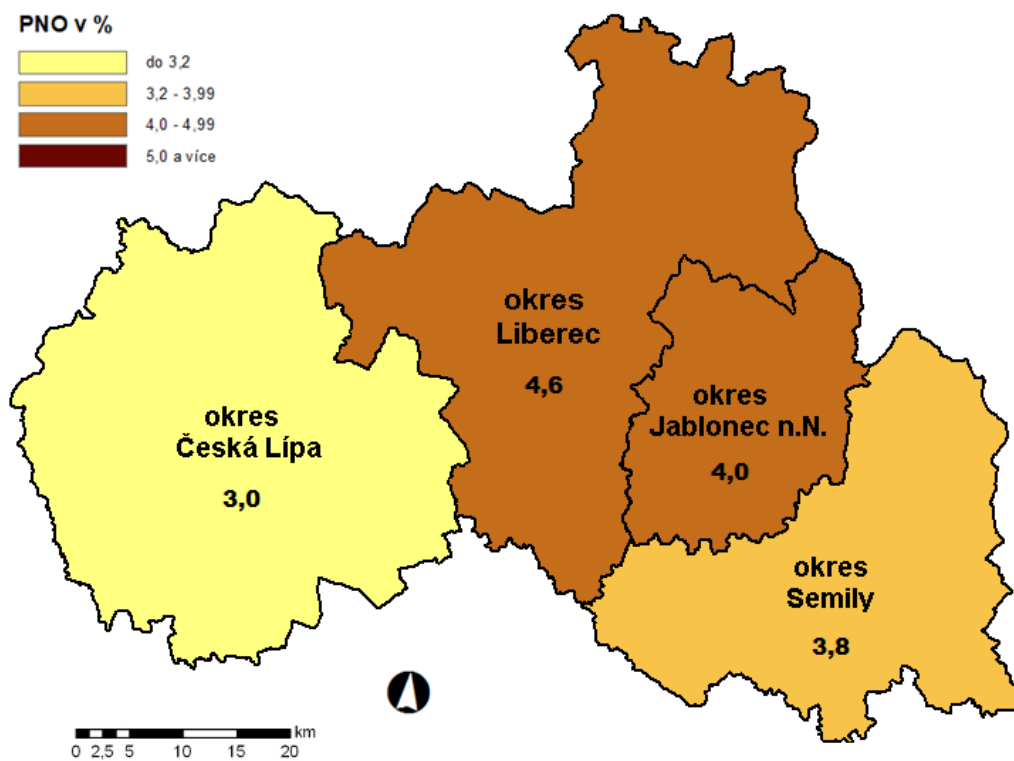 PNO v %
do 3,2
3,2 - 3,99
4,0 - 4,99
5,0 a více
okres
Liberec
4,6
okres
Jablonec n.N.
4,0
okres
Česká Lípa
3,0
okres
Semily
3,8
km
0 2,5 5 10 15 20